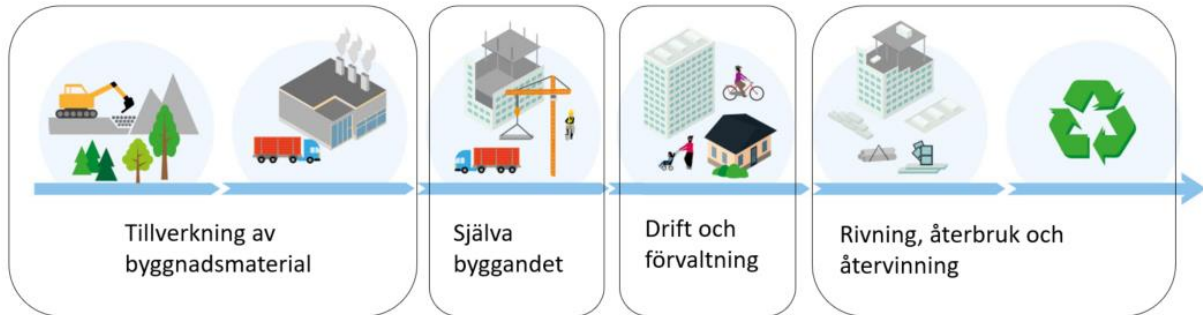 Tillverkning av
byggnadsmaterial
Själva
byggandet
Drift och
förvaltning
Rivning, återbruk och
återvinning